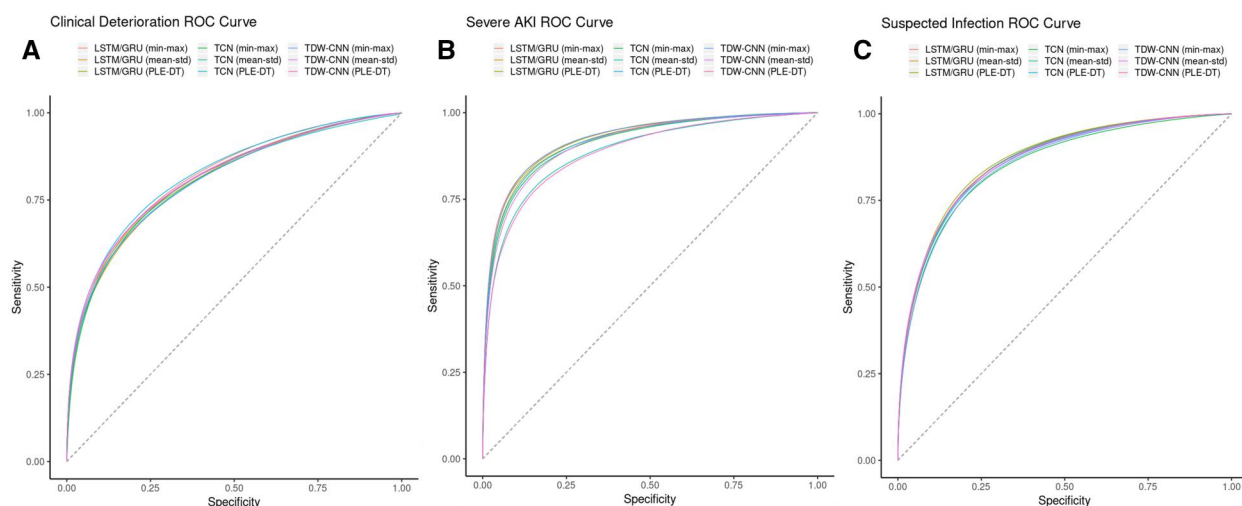 A
Clinical Deterioration ROC Curve
LSTM/GRU (min-max) TCN (min-max) TDW-CNN (min-max)
LSTM/GRU (mean-std) TCN (mean-std) TDW-CNN (mean-std)
LSTM/GRU (PLE-DT) TCN (PLE-DT) TDW-CNN (PLE-DT)
1.00
0.75
0.50
0.25
0.00
Sensitivity
0.00 0.25 0.50 0.75 1.00
Specificity
B
Severe AKI ROC Curve
LSTM/GRU (min-max) TCN (min-max) TDW-CNN (min-max)
LSTM/GRU (mean-std) TCN (mean-std) TDW-CNN (mean-std)
LSTM/GRU (PLE-DT) TCN (PLE-DT) TDW-CNN (PLE-DT)
1.00
0.75
0.50
0.25
0.00
Sensitivity
0.00 0.25 0.50 0.75 1.00
Specificity
C
Suspected Infection ROC Curve
LSTM/GRU (min-max) TCN (min-max) TDW-CNN (min-max)
LSTM/GRU (mean-std) TCN (mean-std) TDW-CNN (mean-std)
LSTM/GRU (PLE-DT) TCN (PLE-DT) TDW-CNN (PLE-DT)
1.00
0.75
0.50
0.25
0.00
Sensitivity
0.00 0.25 0.50 0.75 1.00
Specificity